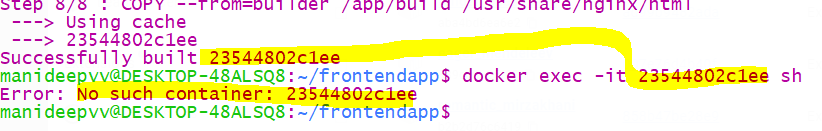 Step 8/8 : COPY --from=builder /app/build /usr/share/nginx/html
---> Using cache
---> 23544802c1ee
Successfully built 23544802c1ee
manideepvv@DESKTOP-48ALSQ8:~/frontendapp$ docker exec -it 23544802c1ee sh
Error: No such container: 23544802c1ee
manideepvv@DESKTOP-48ALSQ8:~/frontendapp$